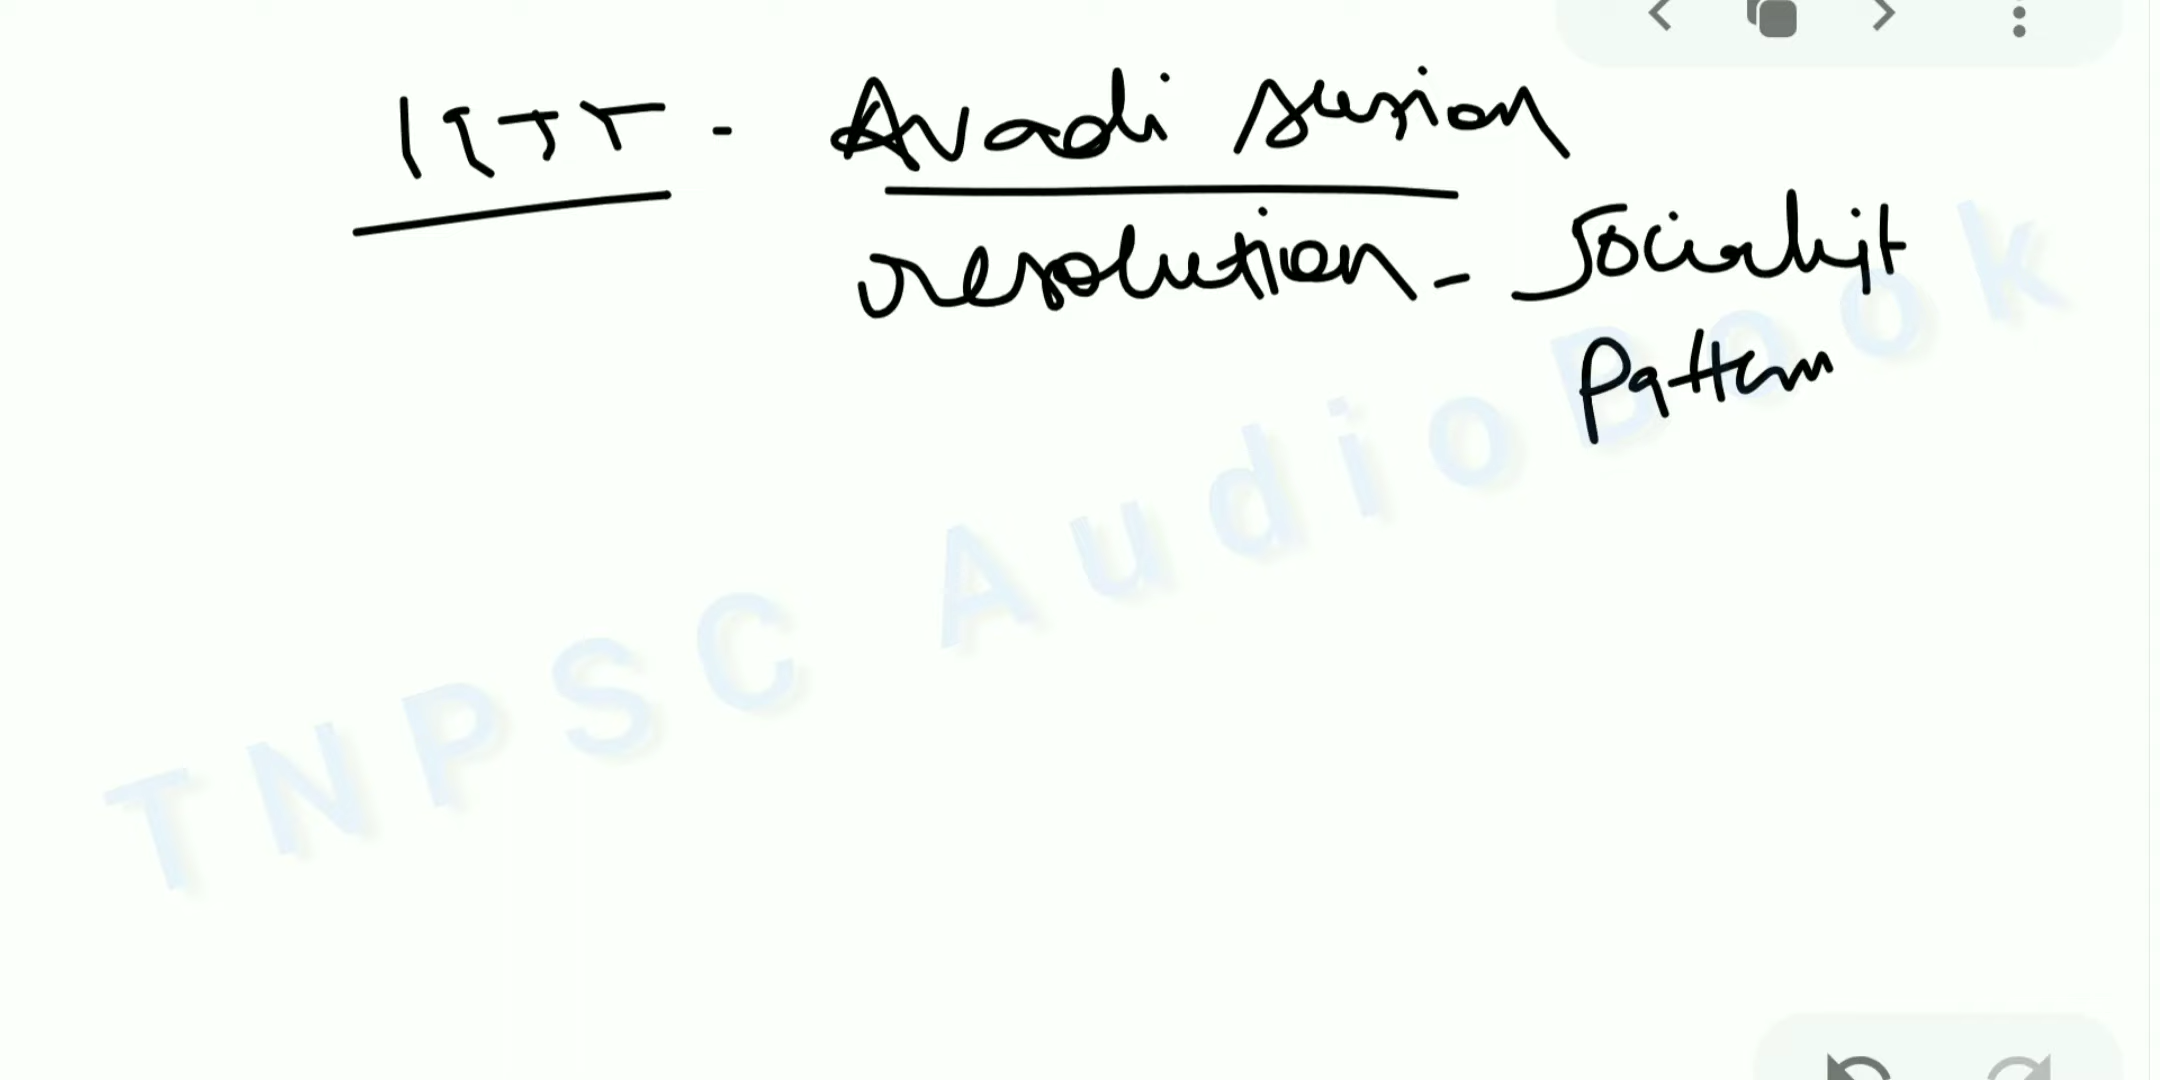 1955 - Avadi session
resolution - Socialist
Pattern
TNPSC AudioBook